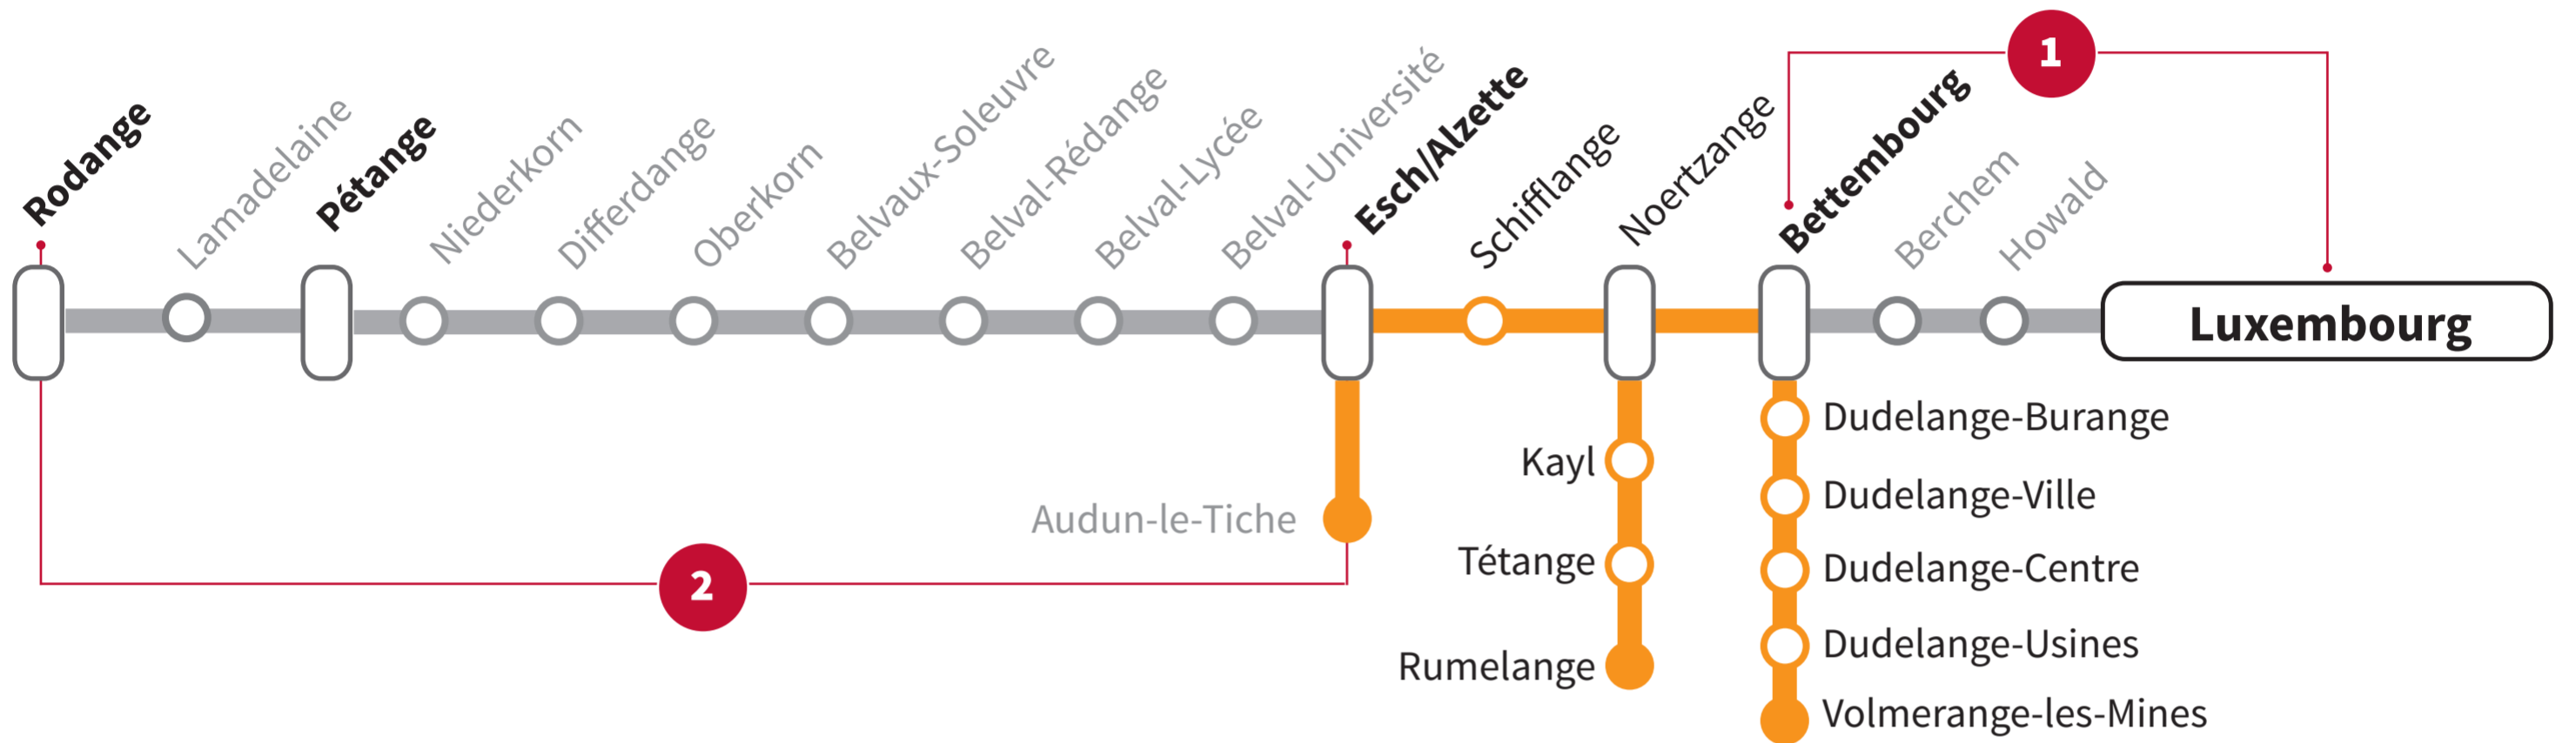 Rodange
Lamadelaine
Pétange
Niederkorn
Differdange
Oberkorn
Belvaux-Soleuvre
Belval-Rédange
Belval-Lycée
Belval-Université
Esch/Alzette
Schifflange
Noertzange
Bettembourg
Berchem
Howald
1
Luxembourg
Audun-le-Tiche
2
Kayl
Tétange
Rumelange
Dudelange-Burange
Dudelange-Ville
Dudelange-Centre
Dudelange-Usines
Volmerange-les-Mines